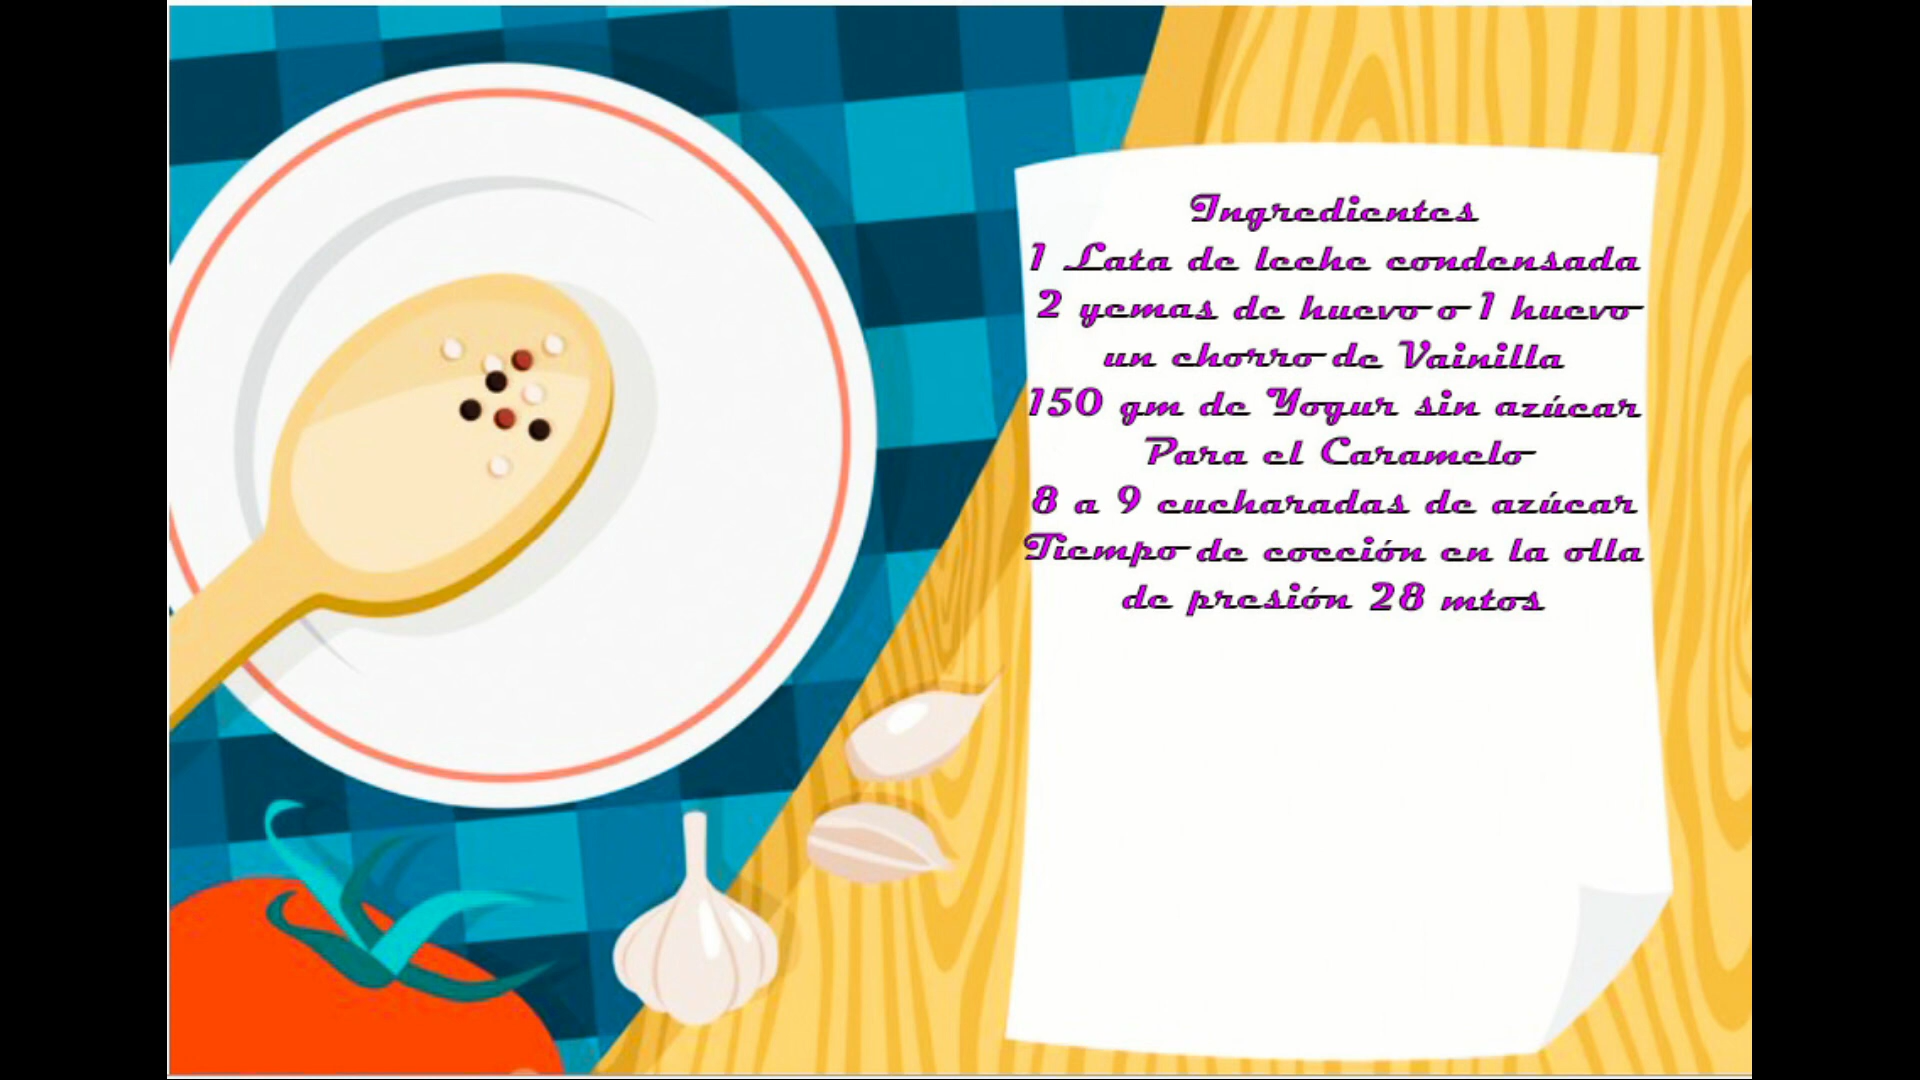 Ingredientes
1 Lata de leche condensada
2 yemas de huevo o 1 huevo
un chorro de Vainilla
150 gm de Yogur sin azúcar
Para el Caramelo
8 a 9 cucharadas de azúcar
Tiempo de cocción en la olla
de presión 28 mtos